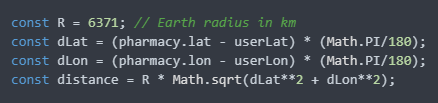 const R = 6371; // Earth radius in km
const dLat = (pharmacy.lat - userLat) * (Math.PI/180);
const dLon = (pharmacy.lon - userLon) * (Math.PI/180);
const distance = R * Math.sqrt(dLat**2 + dLon**2);